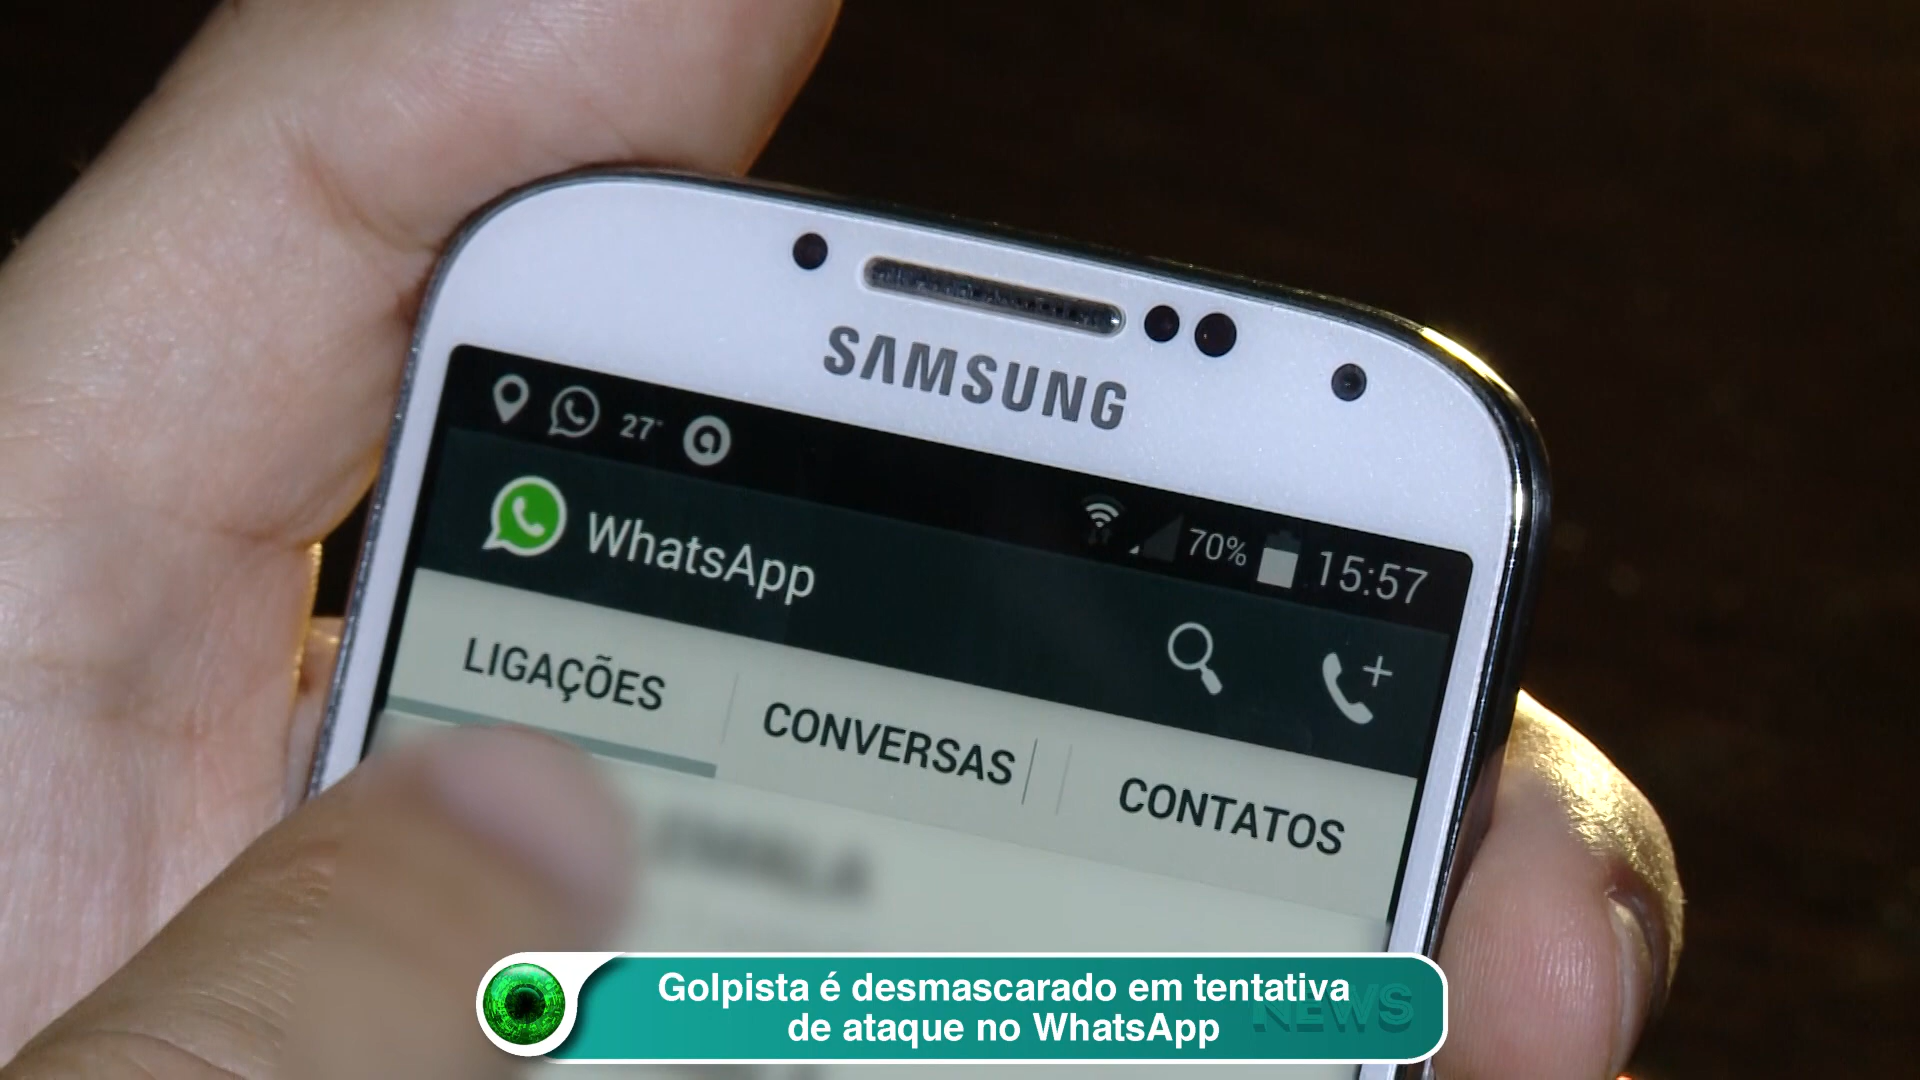 SAMSUNG
27°
70% 15:57
WhatsApp
LIGAÇÕES
CONVERSAS
CONTATOS
Golpista é desmascarado em tentativa
de ataque no WhatsApp
NEWS